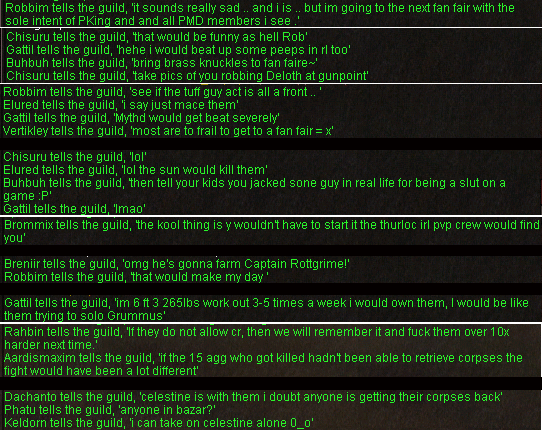 Robbim tells the guild, 'it sounds really sad .. and i is .. but im going to the next fan fair with the
sole intent of PKing and and all PMD members i see .'
Chisuru tells the guild, 'that would be funny as hell Rob'
Gattil tells the guild, 'hehe i would beat up some peeps in rl too'
Buhbuh tells the guild, 'bring brass knuckles to fan faire~'
Chisuru tells the guild, 'take pics of you robbing Deloth at gunpoint'
Robbim tells the guild, 'see if the tuff guy act is all a front .. '
Elured tells the guild, 'i say just mace them'
Gattil tells the guild, 'Mythd would get beat severely'
Vertikley tells the guild, 'most are to frail to get to a fan fair = x'
Chisuru tells the guild, 'lol'
Elured tells the guild, 'lol the sun would kill them'
Buhbuh tells the guild, 'then tell your kids you jacked sone guy in real life for being a slut on a
game :P'
Gattil tells the guild, 'lmao'
Brommix tells the guild, 'the kool thing is y wouldn't have to start it the thurloc irl pvp crew would find
you'
Breniir tells the guild, 'omg he's gonna farm Captain Rottgrime!'
Robbim tells the guild, 'that would make my day '
Gattil tells the guild, 'im 6 ft 3 265lbs work out 3-5 times a week i would own them, I would be like
them trying to solo Grummus'
Rahbin tells the guild, 'If they do not allow cr, then we will remember it and fuck them over 10x
harder next time.'
Aardismaxim tells the guild, 'if the 15 agg who got killed hadn't been able to retrieve corpses the
fight would have been a lot different'
Dachanto tells the guild, 'celestine is with them i doubt anyone is getting their corpses back'
Phatu tells the guild, 'anyone in bazar?'
Keldorn tells the guild, 'i can take on celestine alone 0_o'